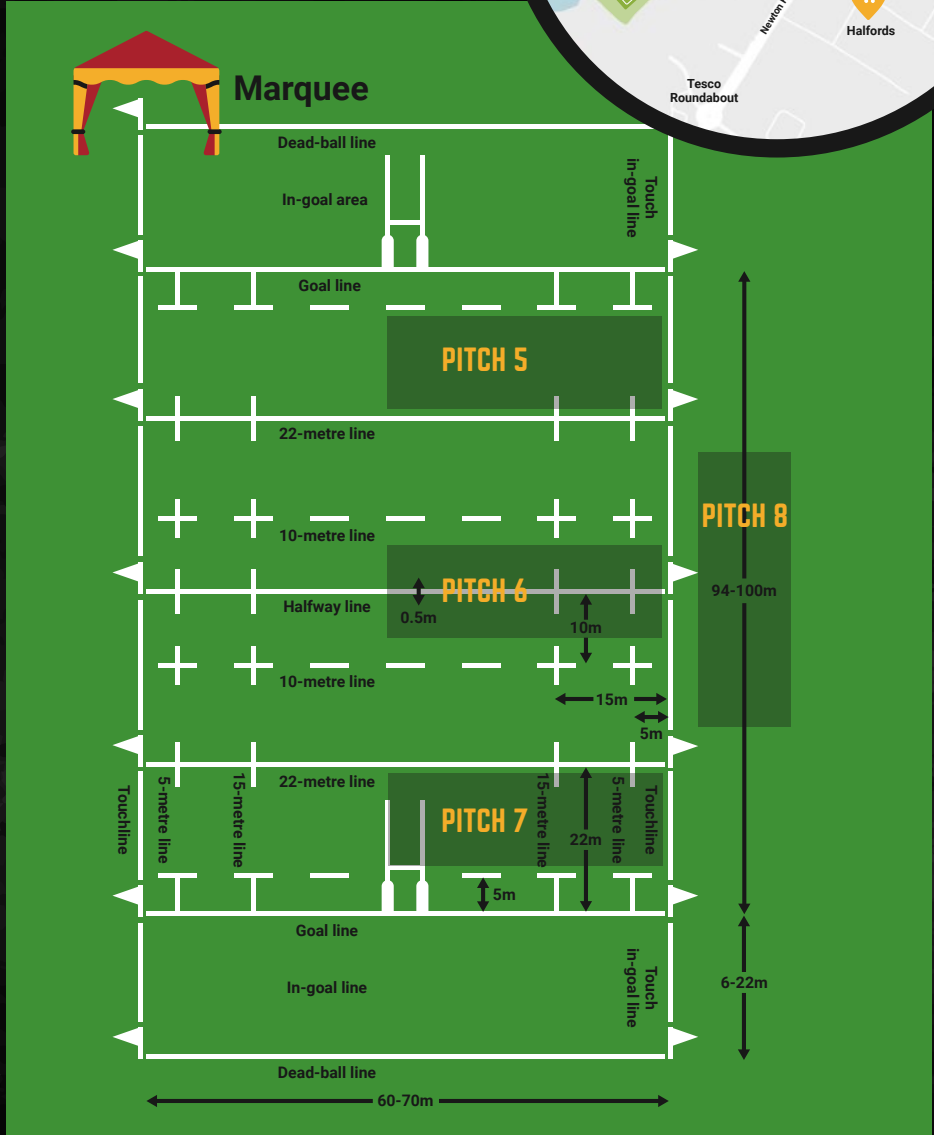 Newton
Halfords
Tesco
Roundabout
Marquee
Dead-ball line
In-goal area
Touch
in-goal line
Goal line
PITCH 5
22-metre line
10-metre line
PITCH 8
PITCH 6
Halfway line
0.5m
94-100m
10m
10-metre line
15m
5m
22-metre line
Touchline
5-metre line
15-metre line
PITCH 7
15-metre line
22m
5-metre line
Touchline
5m
Goal line
In-goal line
Touch
in-goal line
6-22m
Dead-ball line
60-70m